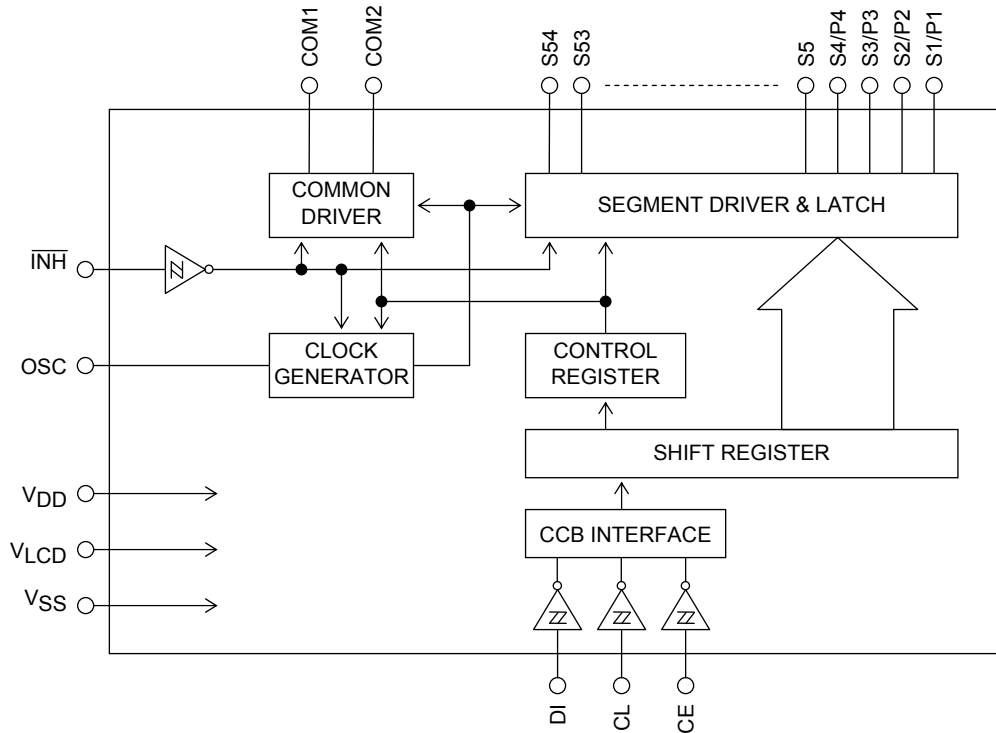 COM1
COM2
S54
S53
S5
S4/P4
S3/P3
S2/P2
S1/P1
COMMON
DRIVER
SEGMENT DRIVER & LATCH
INH
OSC
CLOCK
GENERATOR
CONTROL
REGISTER
SHIFT REGISTER
VDD
CCB INTERFACE
VLCD
VSS
DI
CL
CE